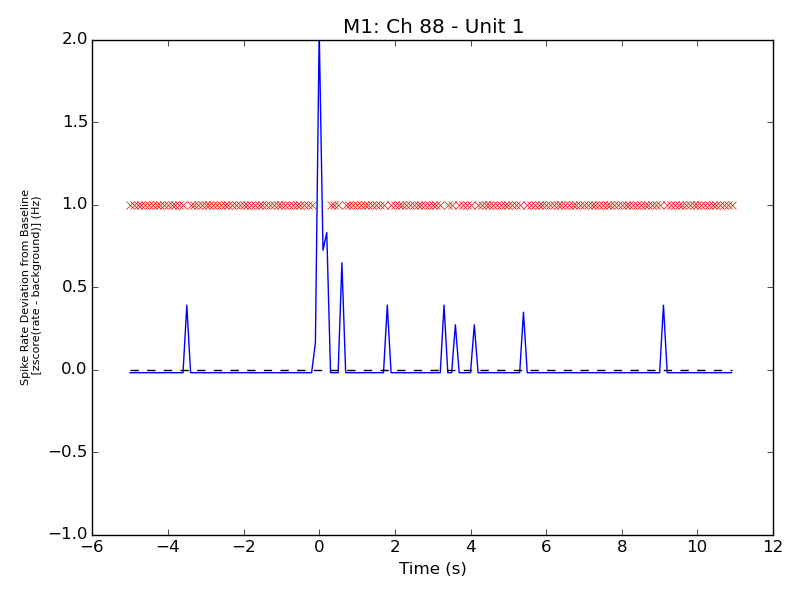 M1: Ch 88 - Unit 1
2.0
1.5
1.0
0.5
0.0
−0.5
−1.0
Spike Rate Deviation from Baseline
[zscore(rate - background)] (Hz)
−6 −4 −2 0 2 4 6 8 10 12
Time (s)